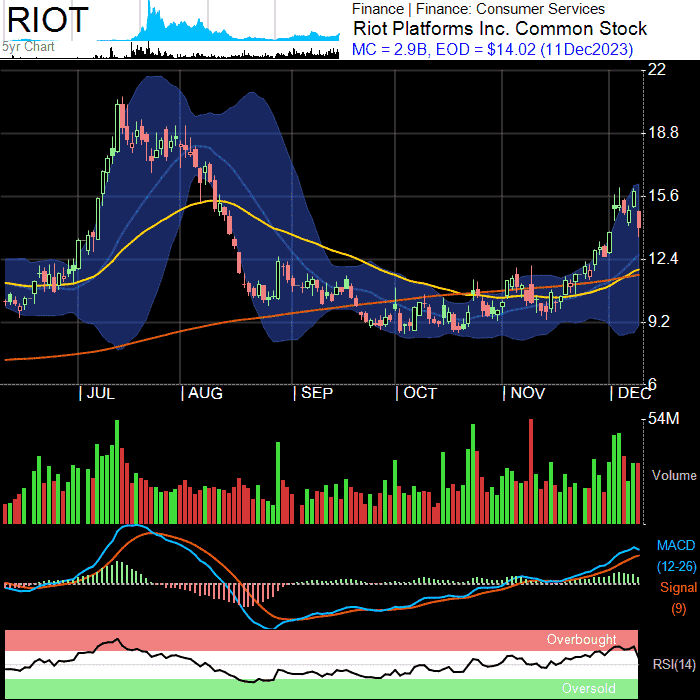 RIOT
5yr Chart
Finance | Finance: Consumer Services
Riot Platforms Inc. Common Stock
MC = 2.9B, EOD = $14.02 (11Dec2023)
22
18.8
15.6
12.4
9.2
6
JUL
AUG
SEP
OCT
NOV
DEC
54M
Volume
MACD
(12-26)
Signal
(9)
Overbought
RSI(14)
Oversold